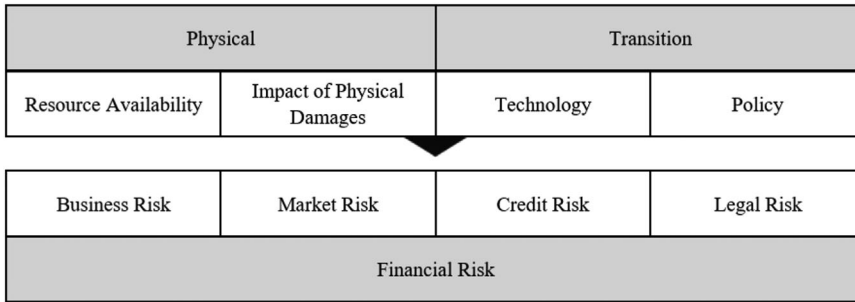 Physical
Transition
Resource Availability
Impact of Physical
Damages
Technology
Policy
Business Risk
Market Risk
Credit Risk
Legal Risk
Financial Risk